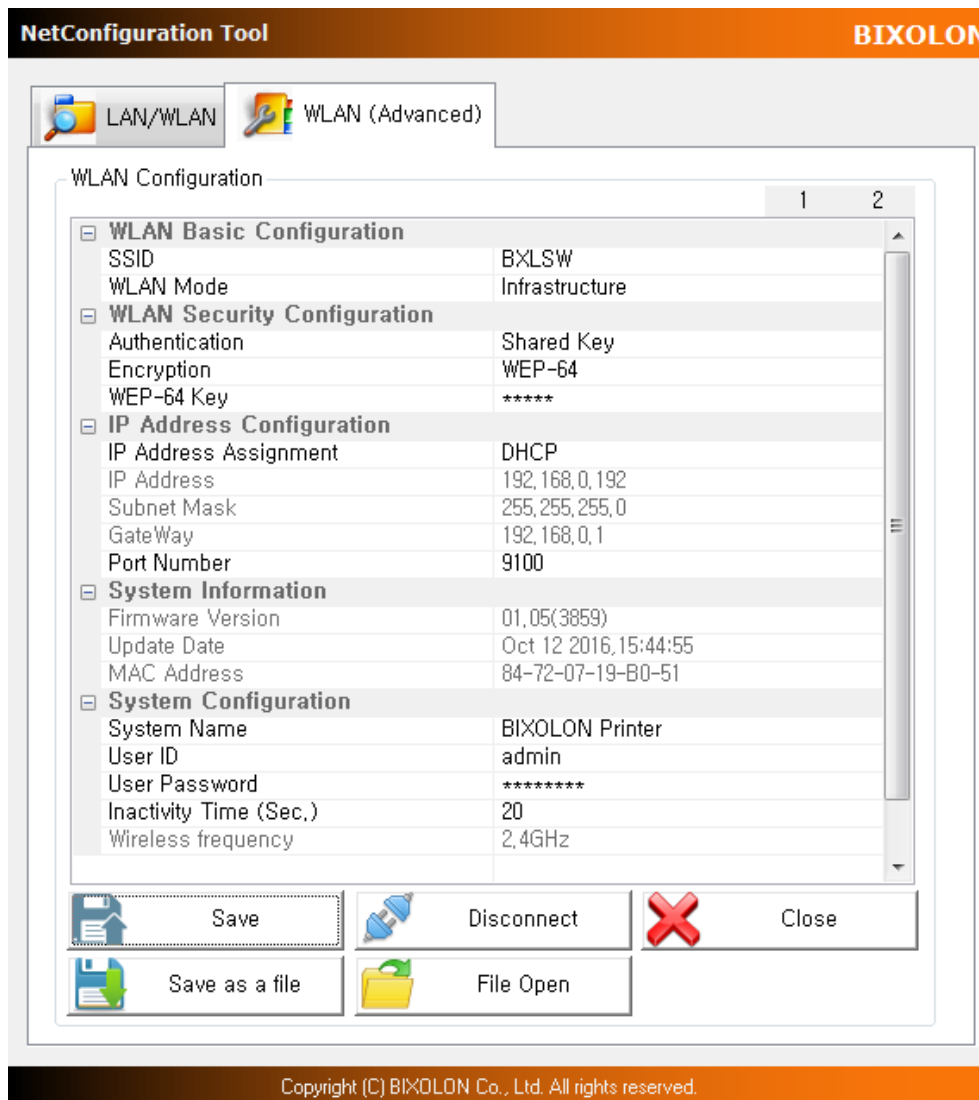 NetConfiguration Tool BIXOLON
LAN/WLAN WLAN (Advanced)
WLAN Configuration
1 2
WLAN Basic Configuration
SSID BXLSW
WLAN Mode Infrastructure
WLAN Security Configuration
Authentication Shared Key
Encryption WEP-64
WEP-64 Key *****
IP Address Configuration
IP Address Assignment DHCP
IP Address 192,168,0,192
Subnet Mask 255,255,255,0
GateWay 192,168,0,1
Port Number 9100
System Information
Firmware Version 01,05(3859)
Update Date Oct 12 2016,15:44:55
MAC Address 84-72-07-19-B0-51
System Configuration
System Name BIXOLON Printer
User ID admin
User Password ********
Inactivity Time (Sec,) 20
Wireless frequency 2,4GHz
Save Disconnect Close
Save as a file File Open
Copyright (C) BIXOLON Co., Ltd. All rights reserved.